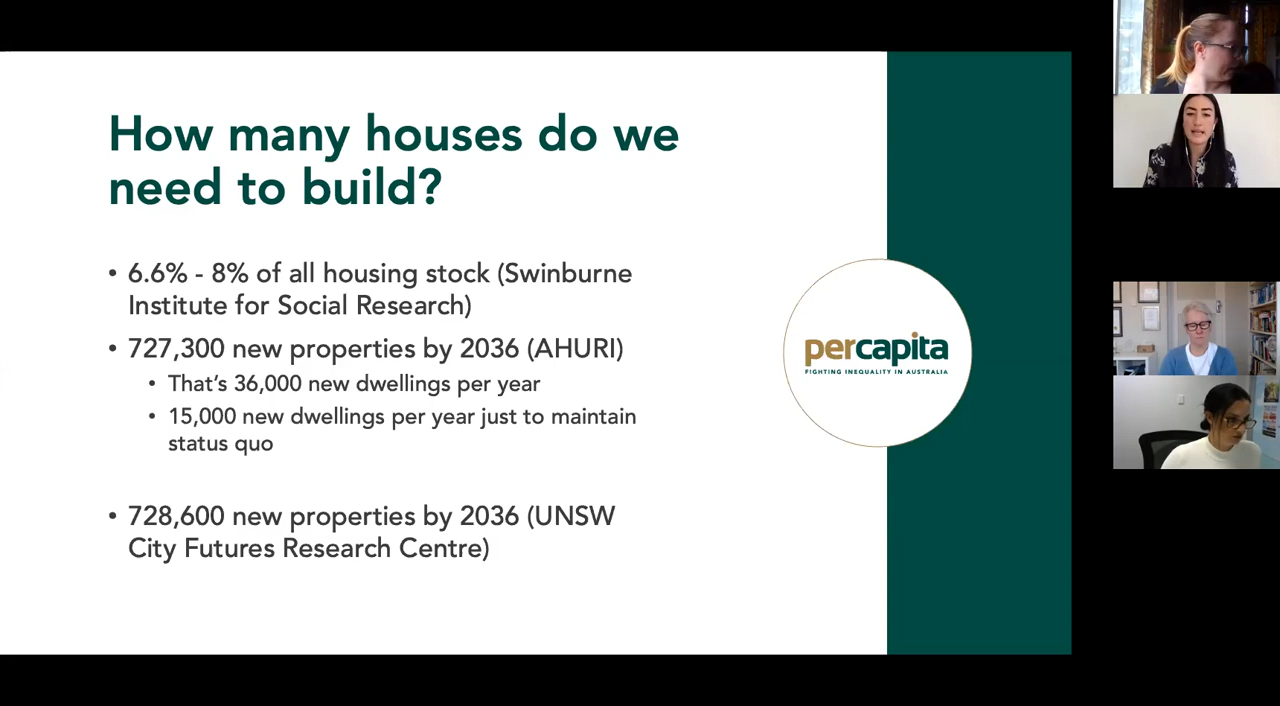 How many houses do we
need to build?
• 6.6% - 8% of all housing stock (Swinburne
Institute for Social Research)
• 727,300 new properties by 2036 (AHURI)
• That's 36,000 new dwellings per year
• 15,000 new dwellings per year just to maintain
status quo
• 728,600 new properties by 2036 (UNSW
City Futures Research Centre)
percapita
FIGHTING INEQUALITY IN AUSTRALIA